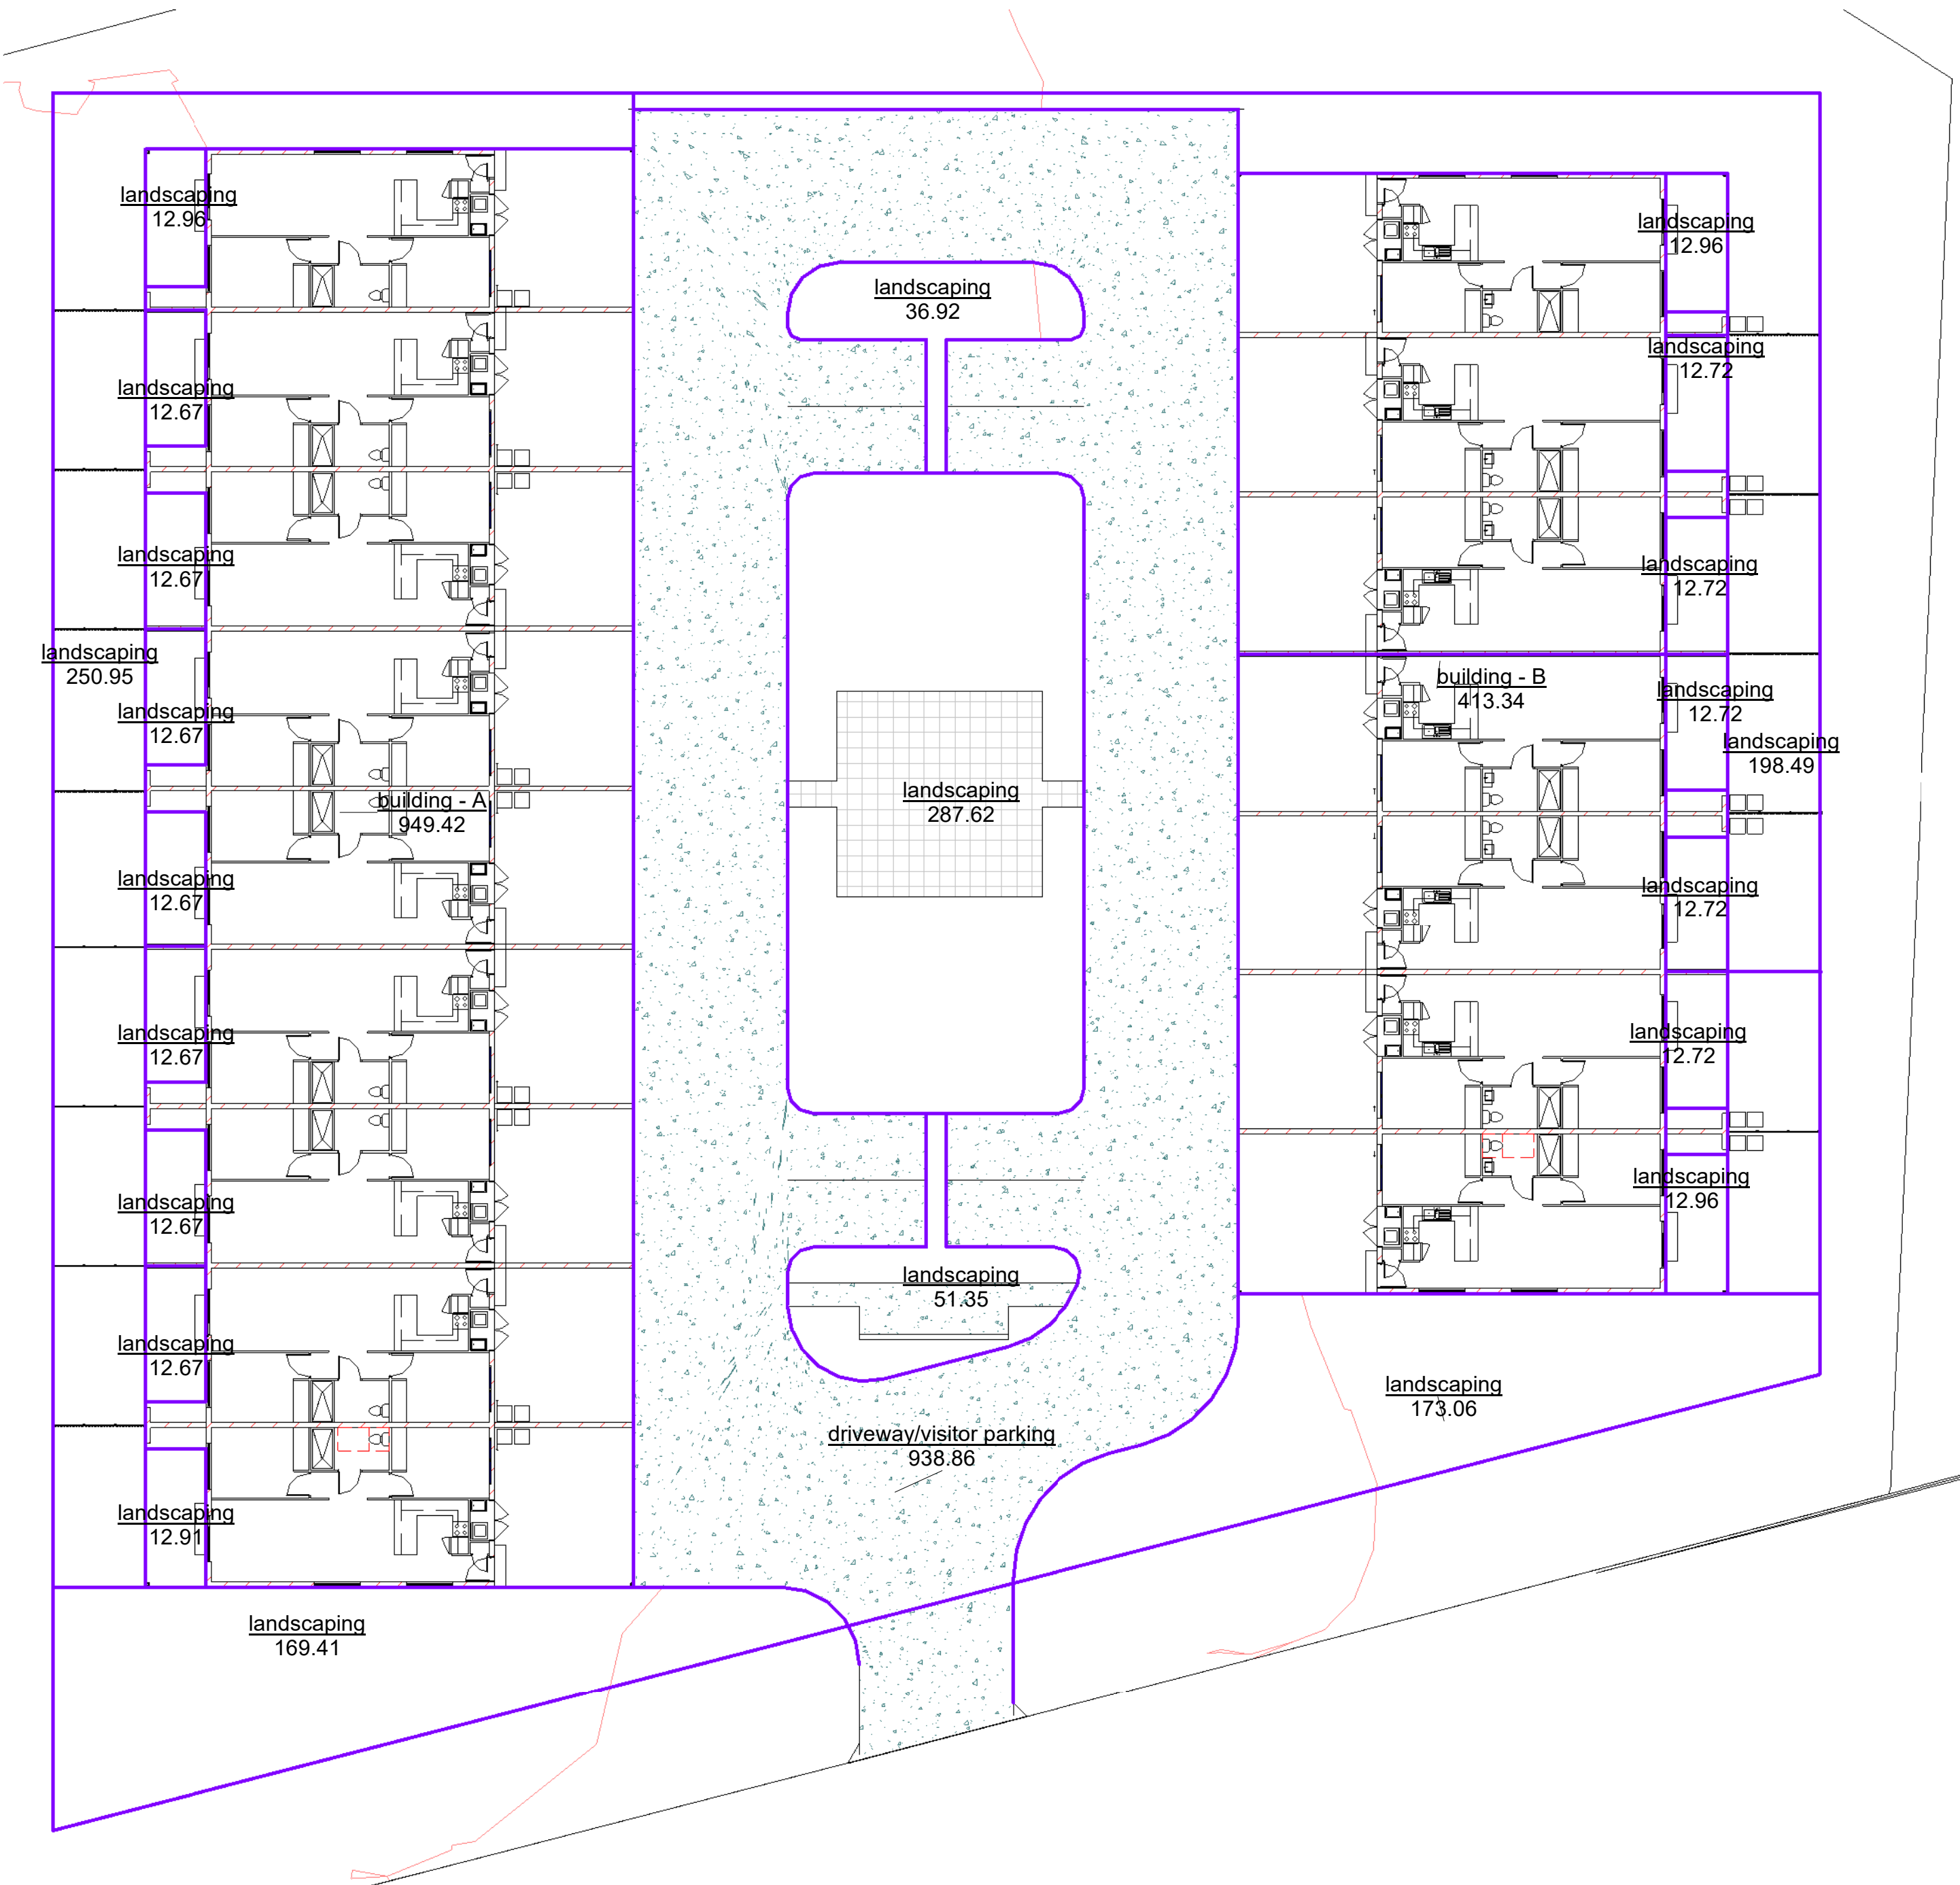 landscaping
12.96
landscaping
12.67
landscaping
12.67
landscaping
250.95
landscaping
12.67
building - A
949.42
landscaping
12.67
landscaping
12.67
landscaping
12.67
landscaping
12.67
landscaping
12.91
landscaping
169.41
landscaping
36.92
landscaping
287.62
landscaping
51.35
driveway/visitor parking
938.86
landscaping
12.96
landscaping
12.72
landscaping
12.72
building - B
413.34
landscaping
12.72
landscaping
198.49
landscaping
12.72
landscaping
12.72
landscaping
12.96
landscaping
173.06